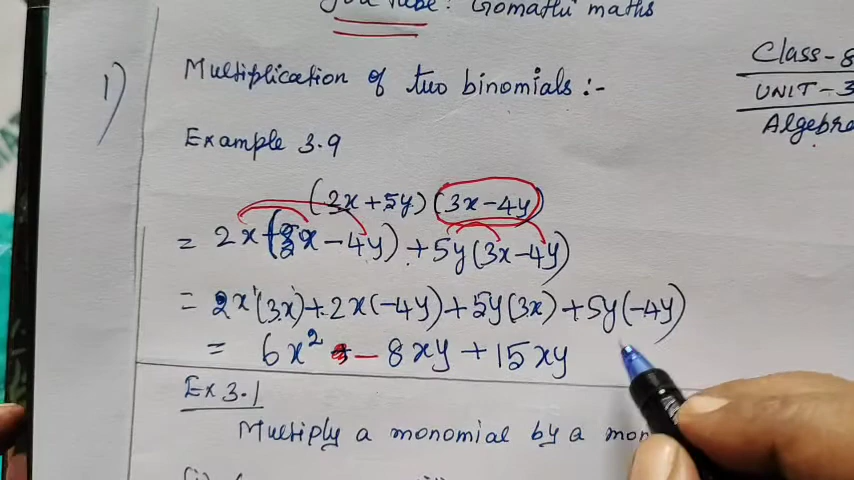 You Tube: Gomathi maths
Class-8
UNIT-3
Algebra
1) Multiplication of two binomials :-
Example 3.9
(2x+5y) (3x-4y)
= 2x(3x-4y)+5y(3x-4y)
= 2x(3x)+2x(-4y)+5y(3x)+5y(-4y)
= 6x² - 8xy + 15xy
Ex 3.1
Multiply a monomial by a